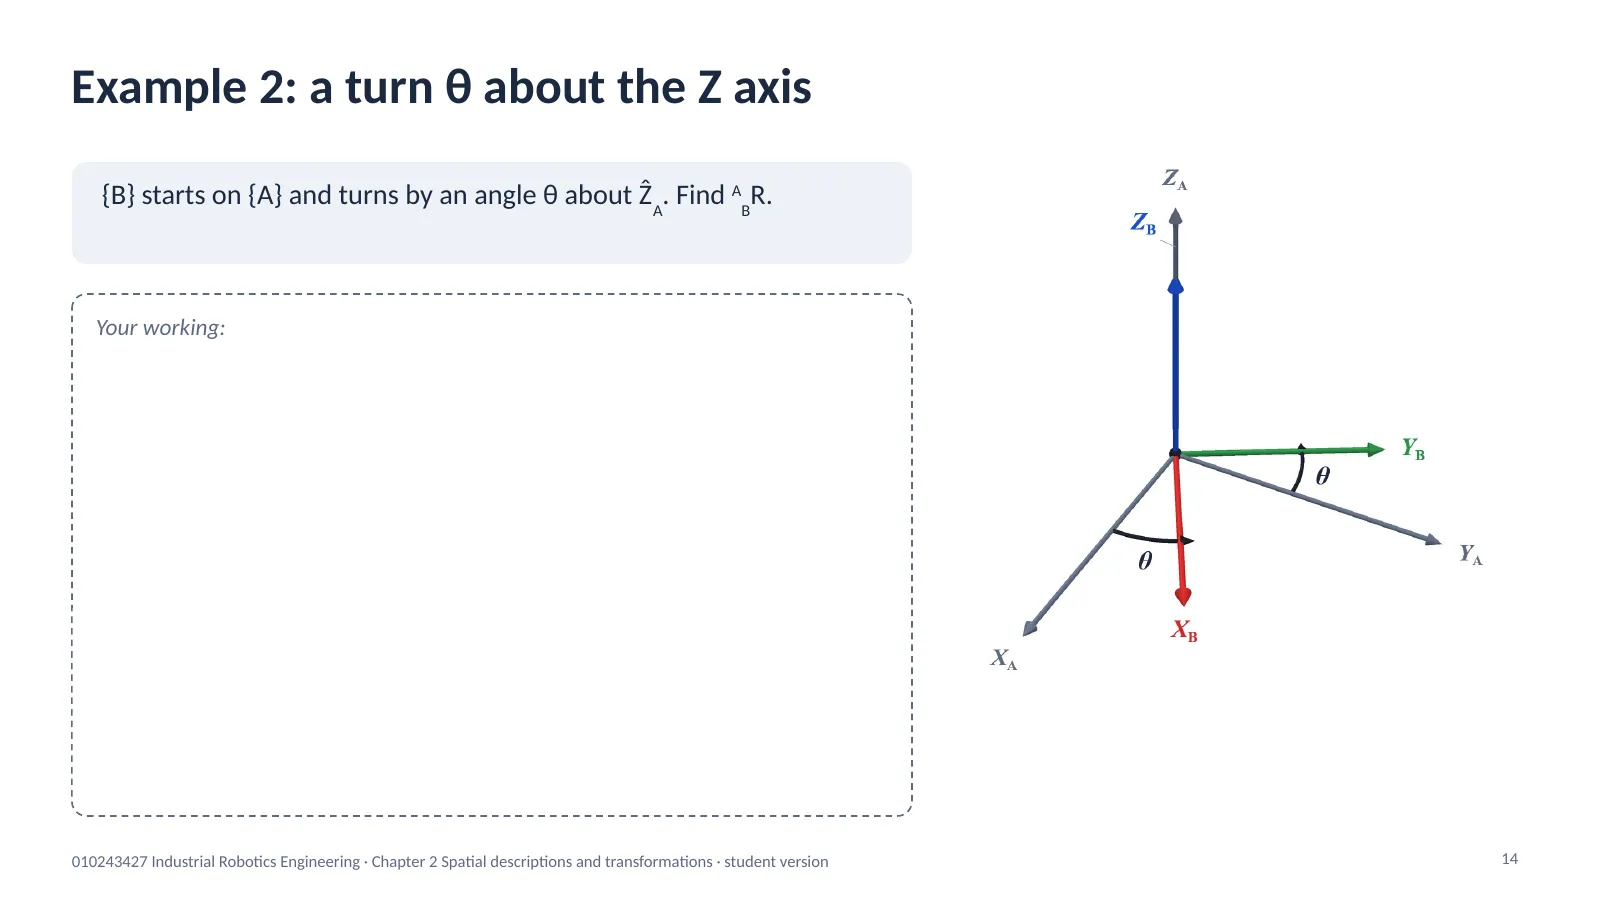 Example 2: a turn θ about the Z axis
{B} starts on {A} and turns by an angle θ about Ẑ_A. Find ^A_B R.
Your working:
Z_A
Z_B
Y_B
θ
Y_A
θ
X_B
X_A
010243427 Industrial Robotics Engineering · Chapter 2 Spatial descriptions and transformations · student version
14